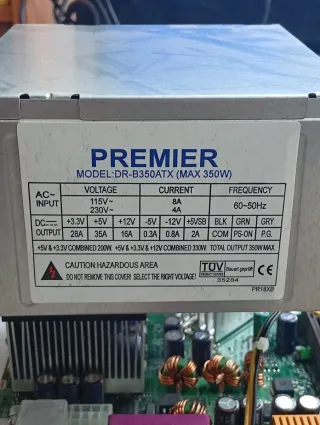 PREMIER
MODEL:DR-B350ATX (MAX 350W)
AC~ INPUT VOLTAGE CURRENT FREQUENCY
115V~ 8A 60~50Hz
230V~ 4A
DC OUTPUT +3.3V +5V +12V -5V -12V +5VSB BLK GRN GRY
28A 35A 16A 0.3A 0.8A 2A COM PS-ON P.G.
+5V & +3.3V COMBINED 200W, +5V & +3.3V & +12V COMBINED 330W, TOTAL OUTPUT 350W MAX.
CAUTION:HAZARDOUS AREA
DO NOT REMOVE THIS COVER SELECT THE RIGHT VOLTAGE!
TÜV Bauart geprüft CE
35284
PR18XB